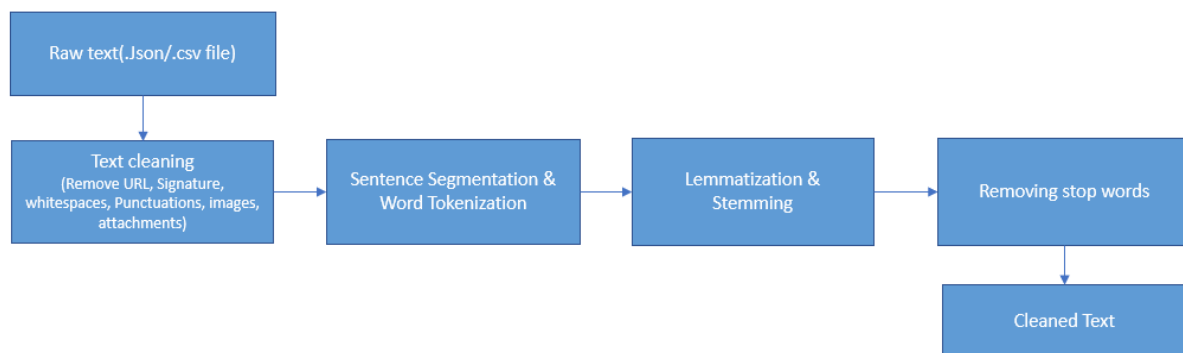 Raw text(.Json/.csv file)
Text cleaning
(Remove URL, Signature,
whitespaces, Punctuations, images,
attachments)
Sentence Segmentation &
Word Tokenization
Lemmatization &
Stemming
Removing stop words
Cleaned Text